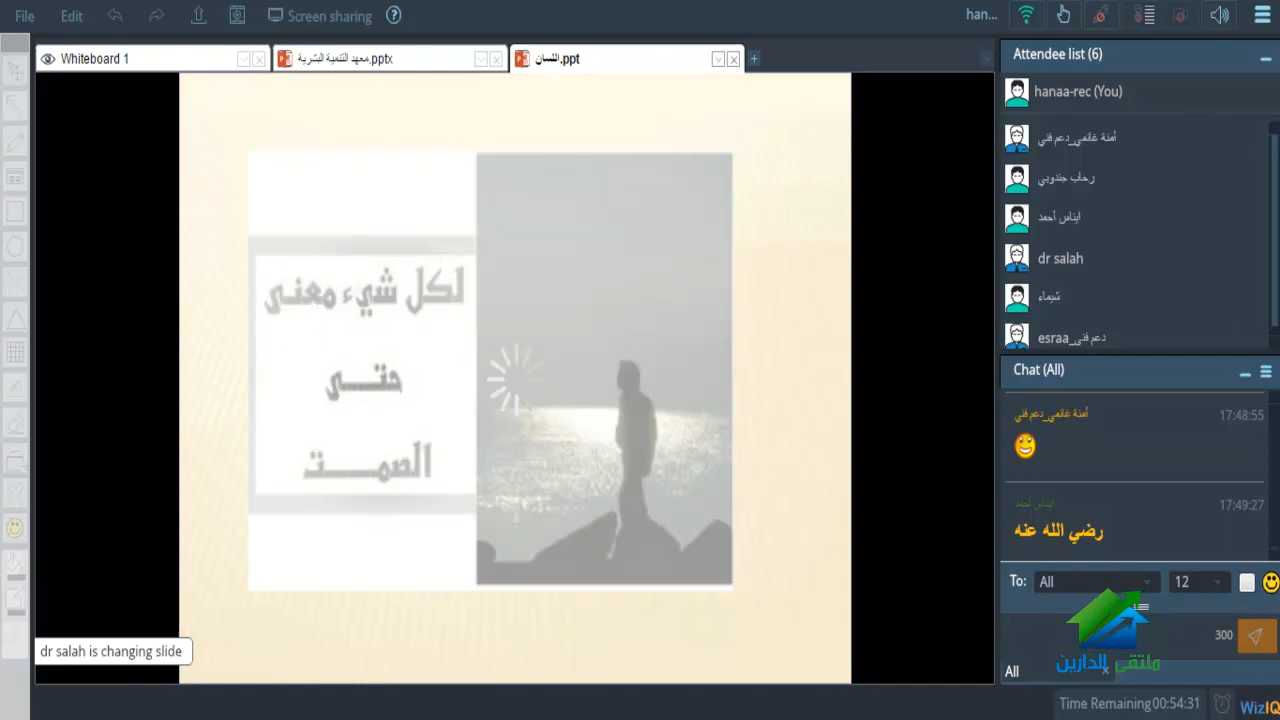 File Edit Screen sharing ? han...
Whiteboard 1
معهد التنمية البشرية.pptx
اللسان.ppt
لكل شيء معنى
حتى
الصمت
dr salah is changing slide
Attendee list (6)
hanaa-rec (You)
أمنة غانمي_دعم فني
رحاب جندوبي
ايناس أحمد
dr salah
شيماء
esraa_دعم فنى
Chat (All)
أمنة غانمي_دعم فني 17:48:55
ايناس أحمد 17:49:27
رضي الله عنه
To: All 12
300
ملتقى الدارين
All
Time Remaining 00:54:31
WizIQ